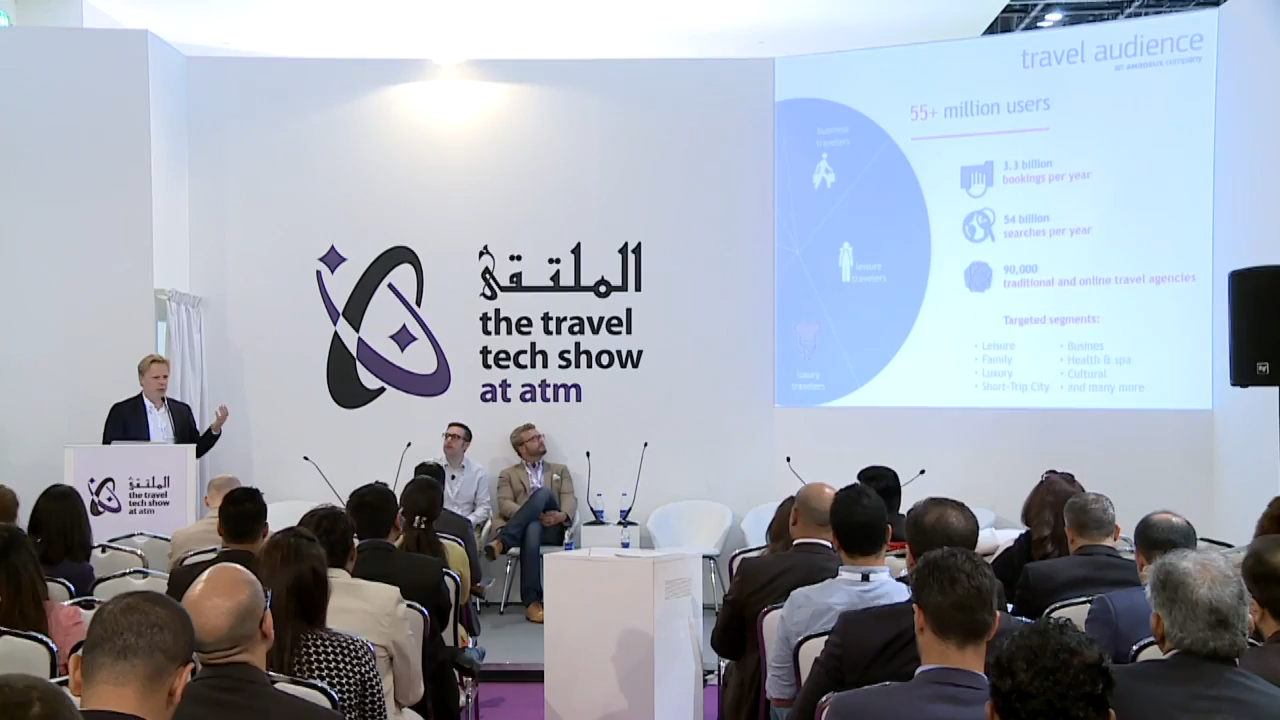 travel audience
an amadeus company
55+ million users
business
travelers
3.3 billion
bookings per year
54 billion
searches per year
leisure
travelers
90,000
traditional and online travel agencies
Targeted segments:
• Leisure
• Family
• Luxury
• Short-Trip City
• Busines
• Health & spa
• Cultural
• and many more
luxury
travelers
الملتقى
the travel
tech show
at atm
الملتقى
the travel
tech show
at atm